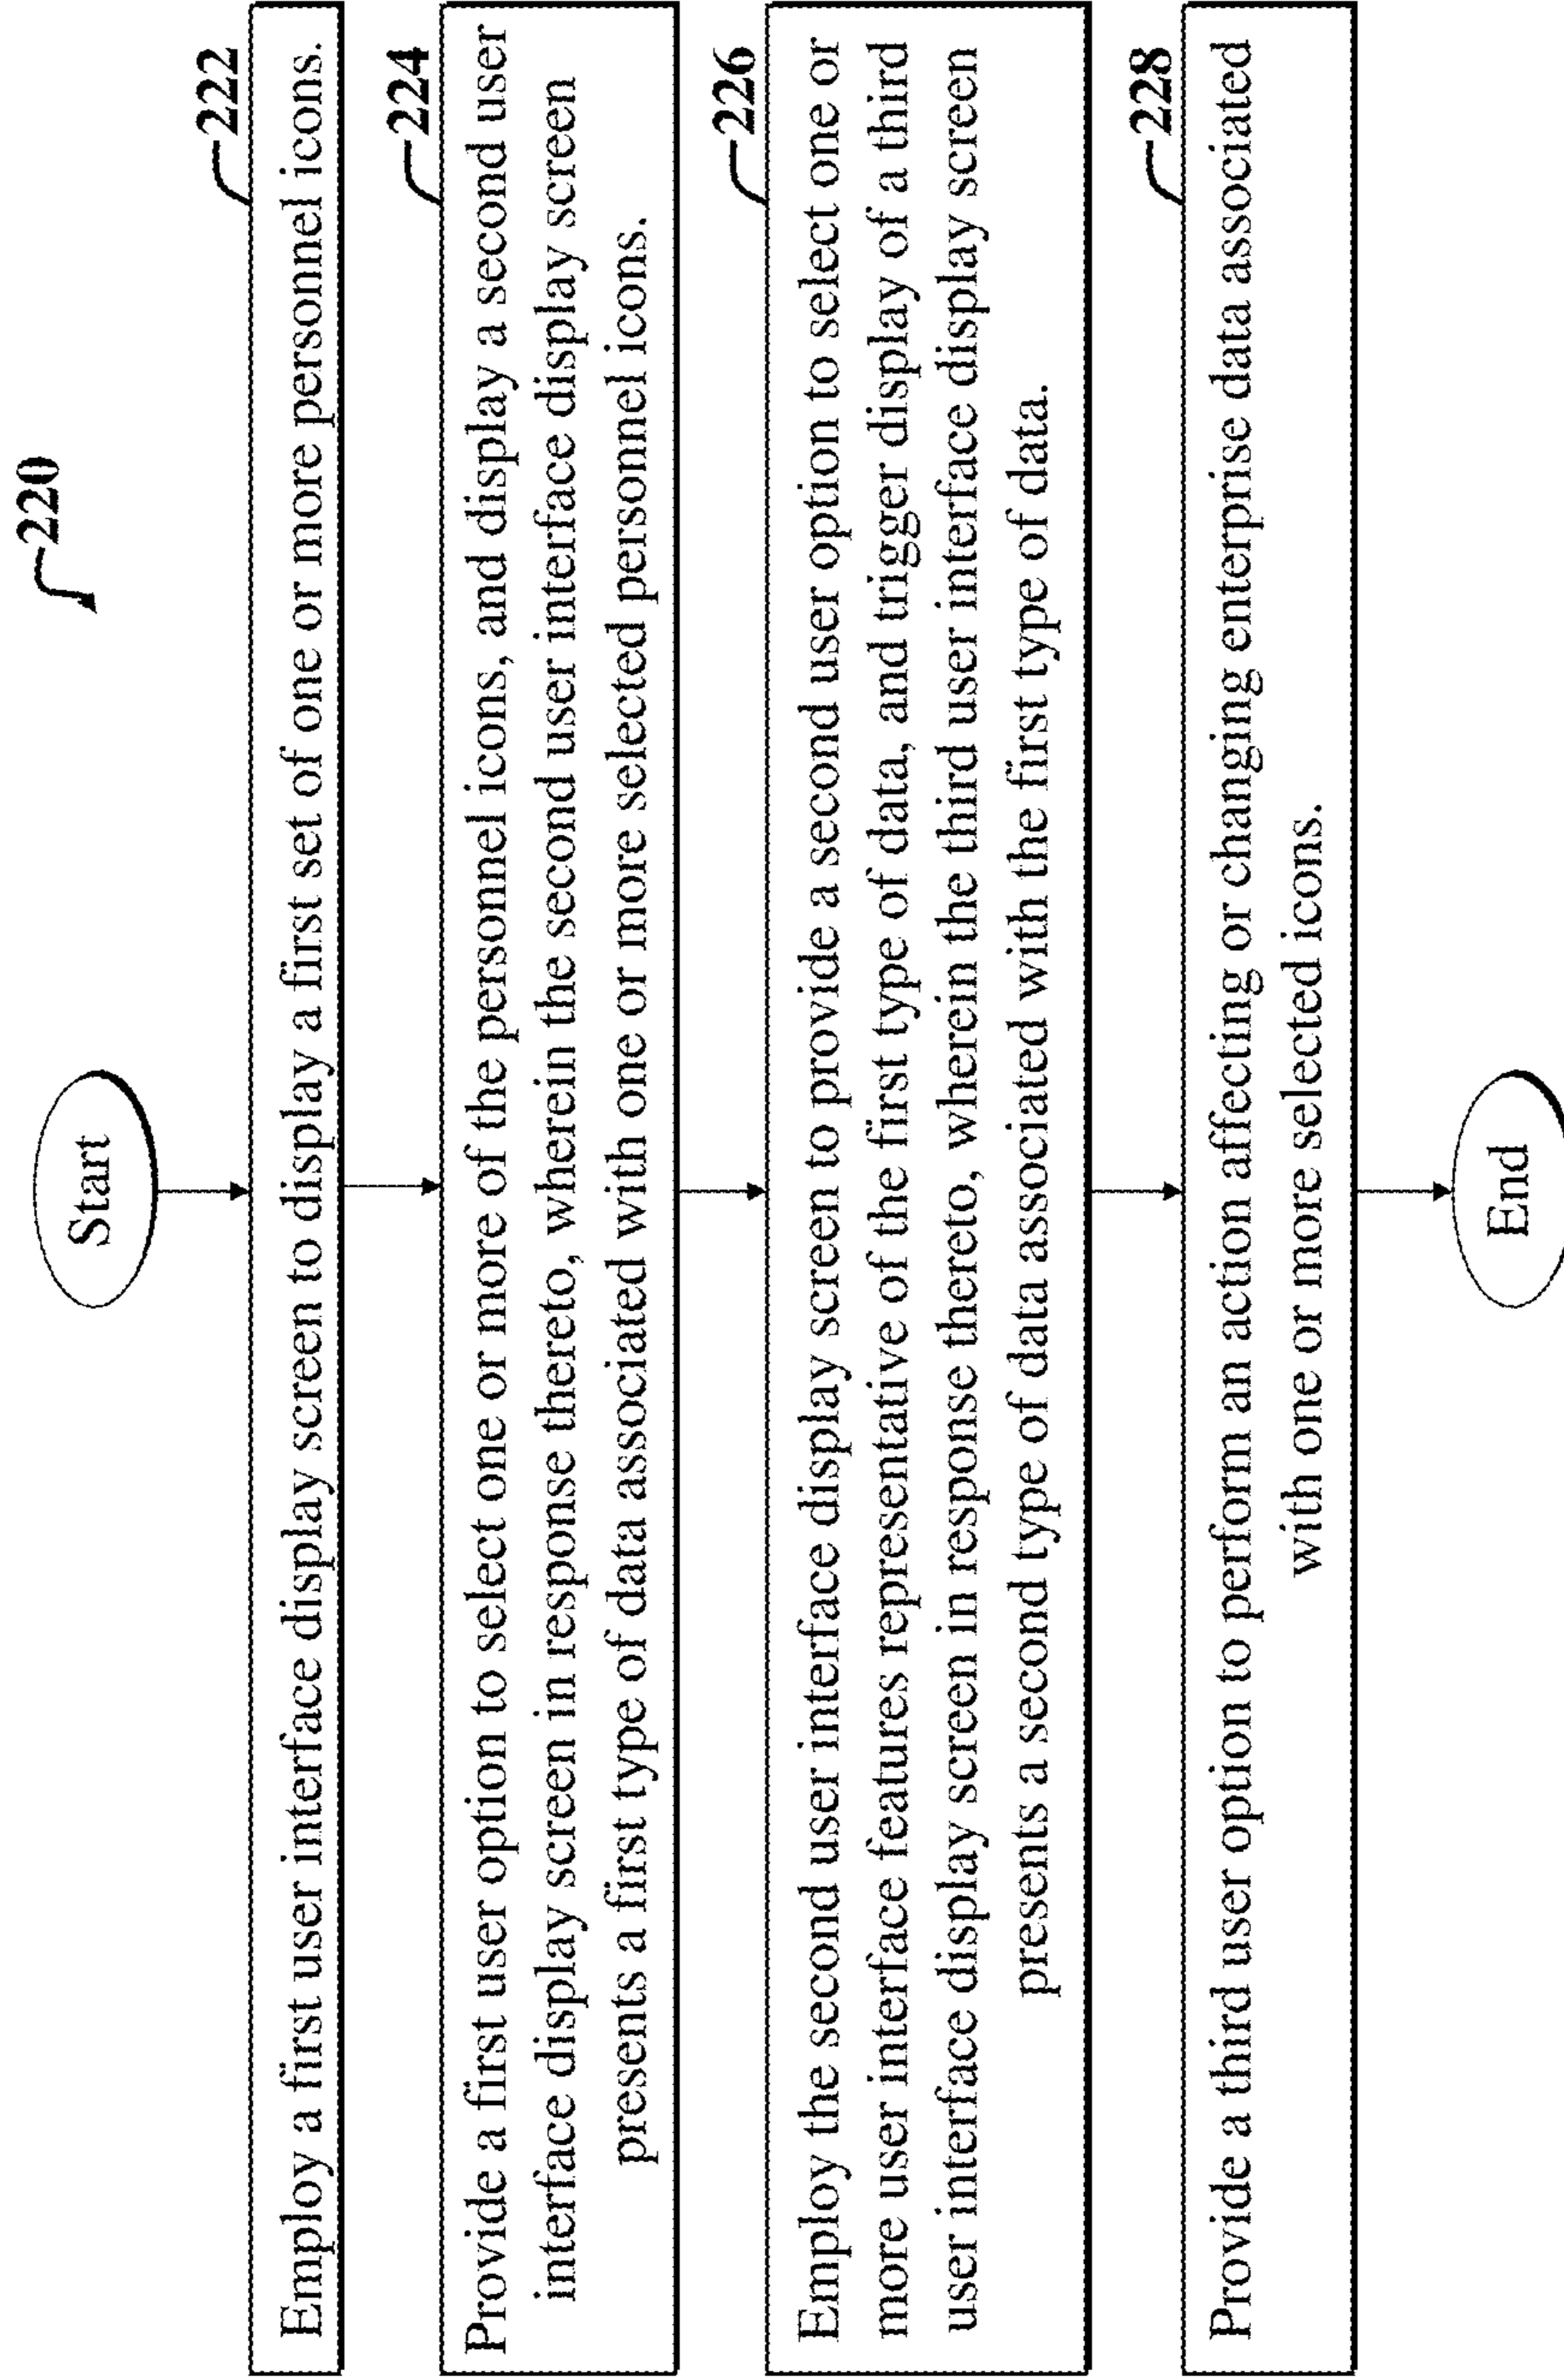 220
Start
222
Employ a first user interface display screen to display a first set of one or more personnel icons.
224
Provide a first user option to select one or more of the personnel icons, and display a second user
interface display screen in response thereto, wherein the second user interface display screen
presents a first type of data associated with one or more selected personnel icons.
226
Employ the second user interface display screen to provide a second user option to select one or
more user interface features representative of the first type of data, and trigger display of a third
user interface display screen in response thereto, wherein the third user interface display screen
presents a second type of data associated with the first type of data.
228
Provide a third user option to perform an action affecting or changing enterprise data associated
with one or more selected icons.
End